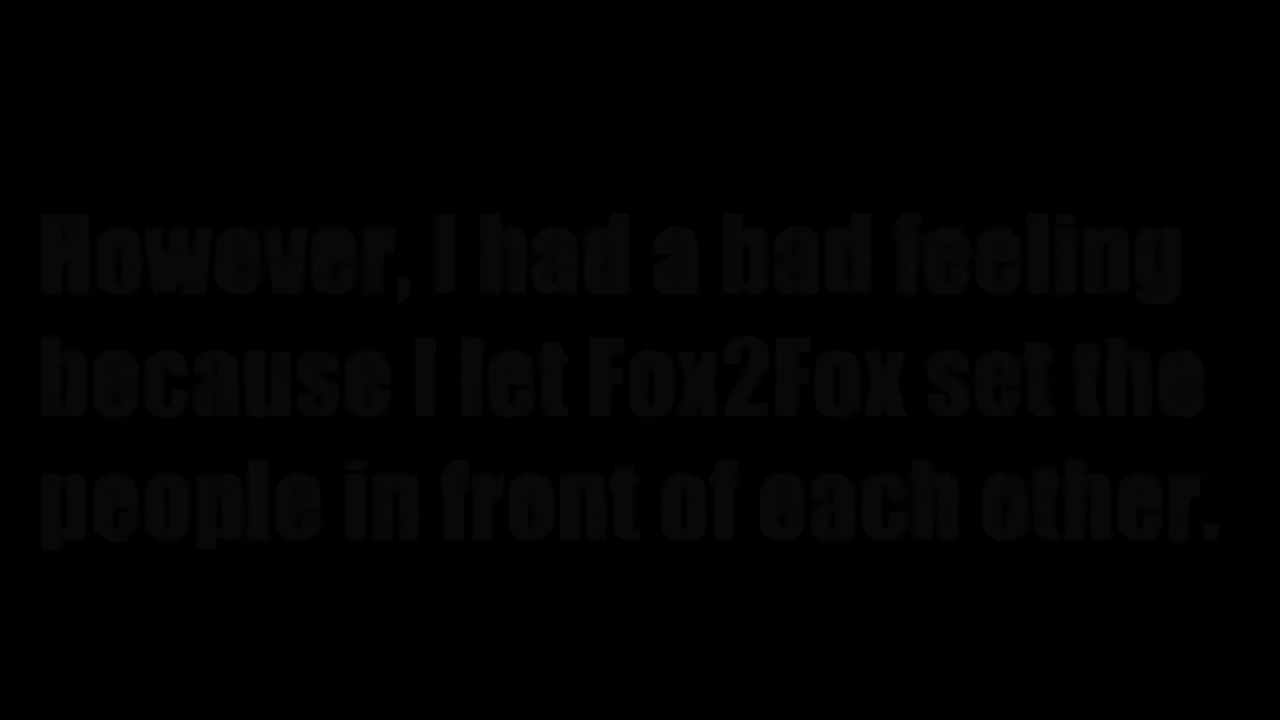 However, I had a bad feeling
because I let Fox2Fox set the
people in front of each other.